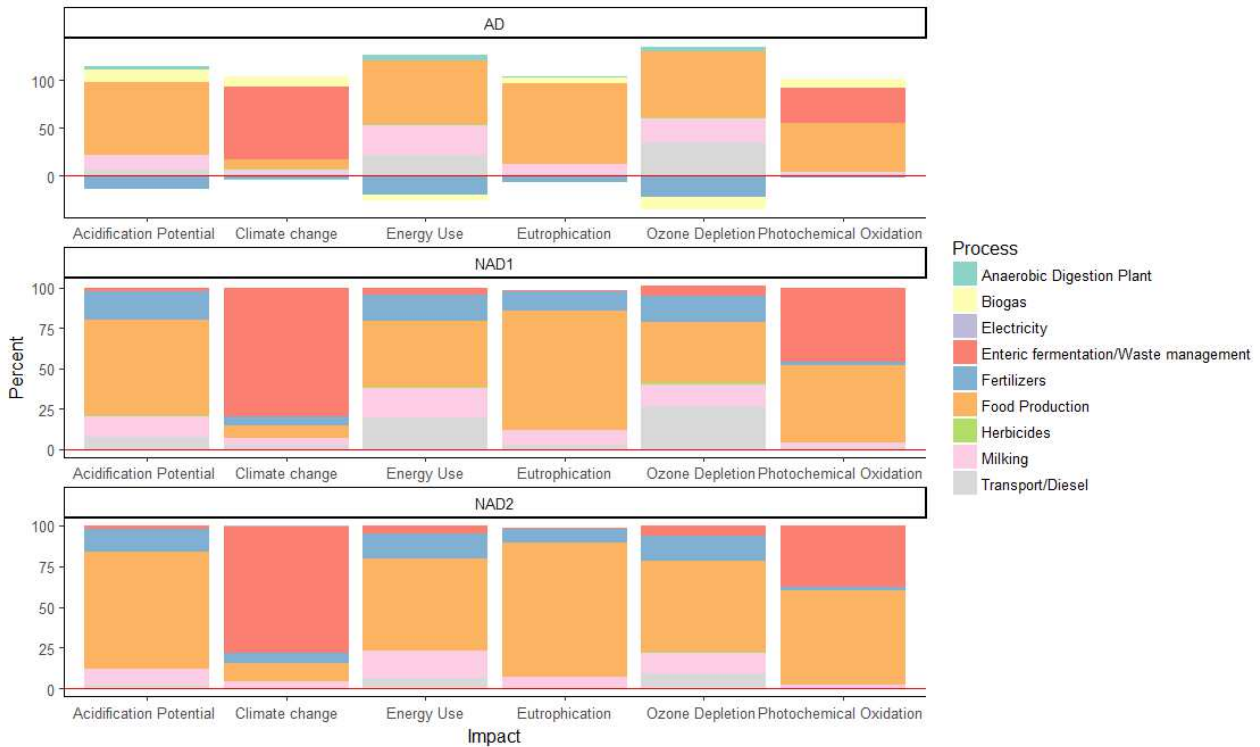 AD
100
50
0
Acidification Potential Climate change Energy Use Eutrophication Ozone Depletion Photochemical Oxidation
NAD1
100
75
50
25
0
Acidification Potential Climate change Energy Use Eutrophication Ozone Depletion Photochemical Oxidation
NAD2
100
75
50
25
0
Acidification Potential Climate change Energy Use Eutrophication Ozone Depletion Photochemical Oxidation
Percent
Impact
Process
Anaerobic Digestion Plant
Biogas
Electricity
Enteric fermentation/Waste management
Fertilizers
Food Production
Herbicides
Milking
Transport/Diesel